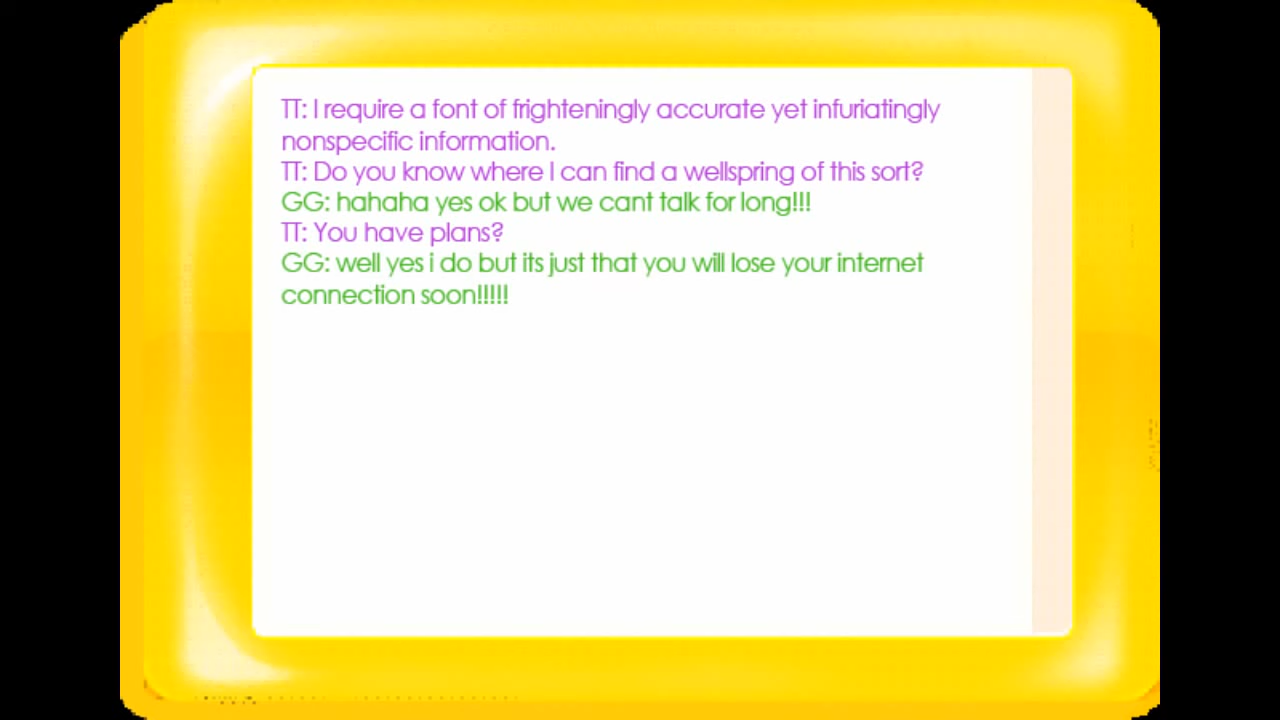 TT: I require a font of frighteningly accurate yet infuriatingly
nonspecific information.
TT: Do you know where I can find a wellspring of this sort?
GG: hahaha yes ok but we cant talk for long!!!
TT: You have plans?
GG: well yes i do but its just that you will lose your internet
connection soon!!!!!